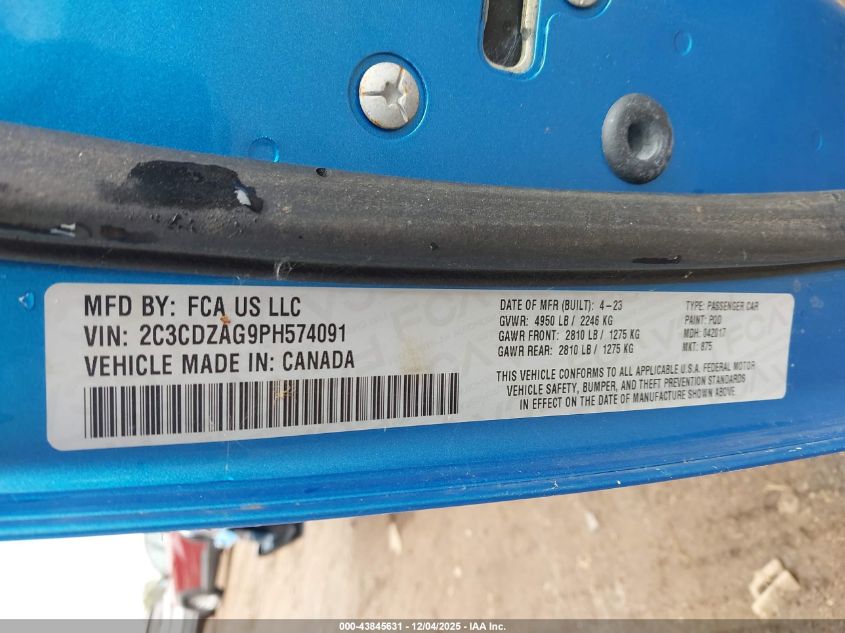 MFD BY: FCA US LLC
VIN: 2C3CDZAG9PH574091
VEHICLE MADE IN: CANADA
DATE OF MFR (BUILT): 4-23
GVWR: 4950 LB / 2246 KG
GAWR FRONT: 2810 LB / 1275 KG
GAWR REAR: 2810 LB / 1275 KG
TYPE: PASSENGER CAR
PAINT: PQD
MDH: 042017
MKT: 875
THIS VEHICLE CONFORMS TO ALL APPLICABLE U.S.A. FEDERAL MOTOR
VEHICLE SAFETY, BUMPER, AND THEFT PREVENTION STANDARDS
IN EFFECT ON THE DATE OF MANUFACTURE SHOWN ABOVE
000-43845631 - 12/04/2025 - IAA Inc.